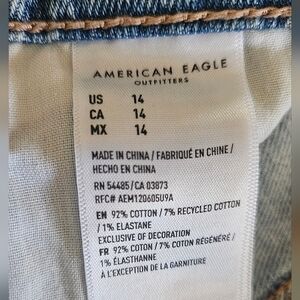 AMERICAN EAGLE
OUTFITTERS
US 14
CA 14
MX 14
MADE IN CHINA / FABRIQUÉ EN CHINE /
HECHO EN CHINA
RN 54485 / CA 03873
RFC# AEM120605U9A
EN 92% COTTON / 7% RECYCLED COTTON
/ 1% ELASTANE
EXCLUSIVE OF DECORATION
FR 92% COTON / 7% COTON RÉGÉNÉRÉ /
1% ÉLASTHANNE
À L'EXCEPTION DE LA GARNITURE